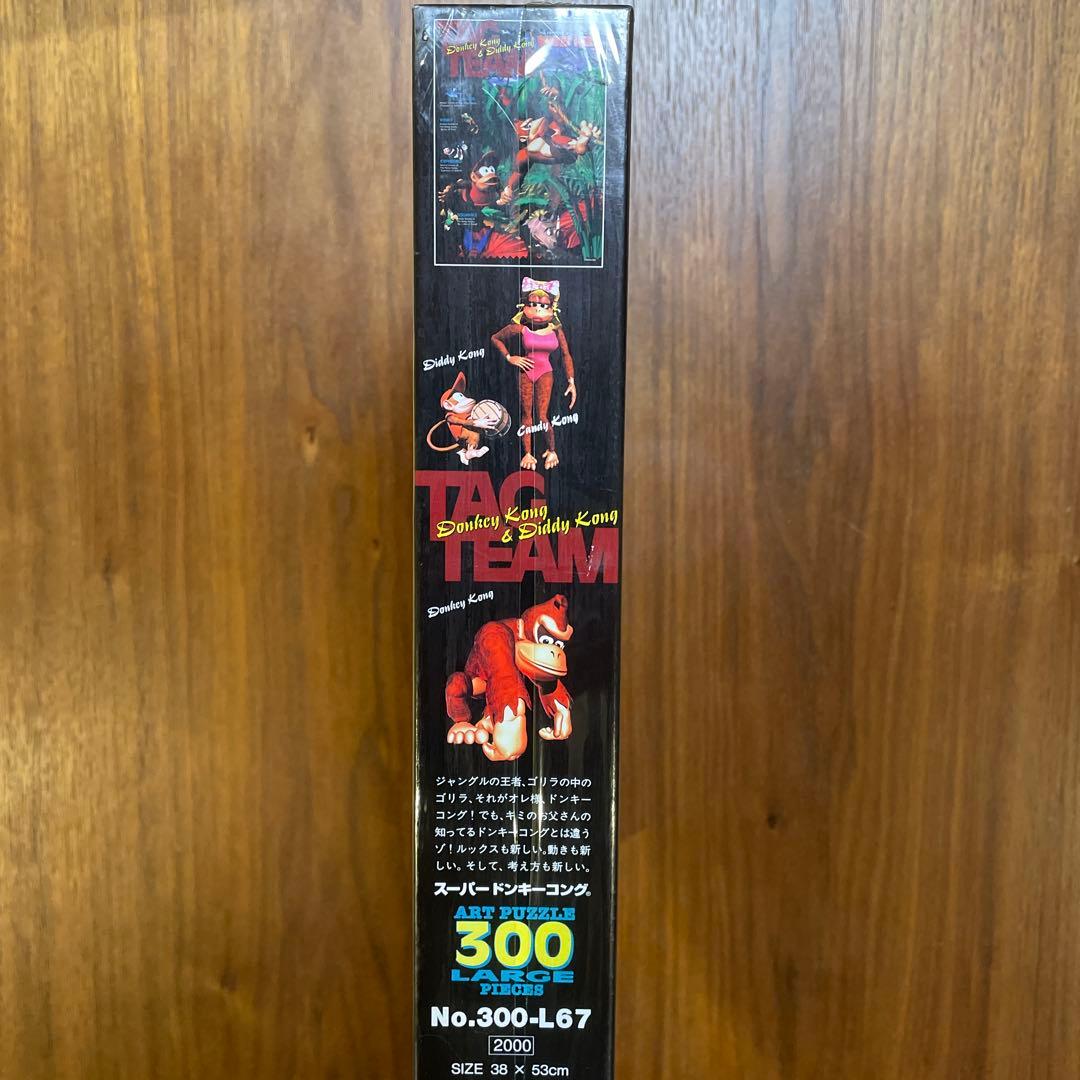 Donkey Kong
& Diddy Kong
TEAM
Diddy Kong
Candy Kong
TAG
Donkey Kong
& Diddy Kong
TEAM
Donkey Kong
ジャングルの王者、ゴリラの中の
ゴリラ、それがオレ様、ドンキー
コング！でも、キミのお父さんの
知ってるドンキーコングとは違う
ゾ！ルックスも新しい。動きも新
しい。そして、考え方も新しい。
スーパードンキーコング®
ART PUZZLE
300
LARGE
PIECES
No.300-L67
2000
SIZE 38 × 53cm